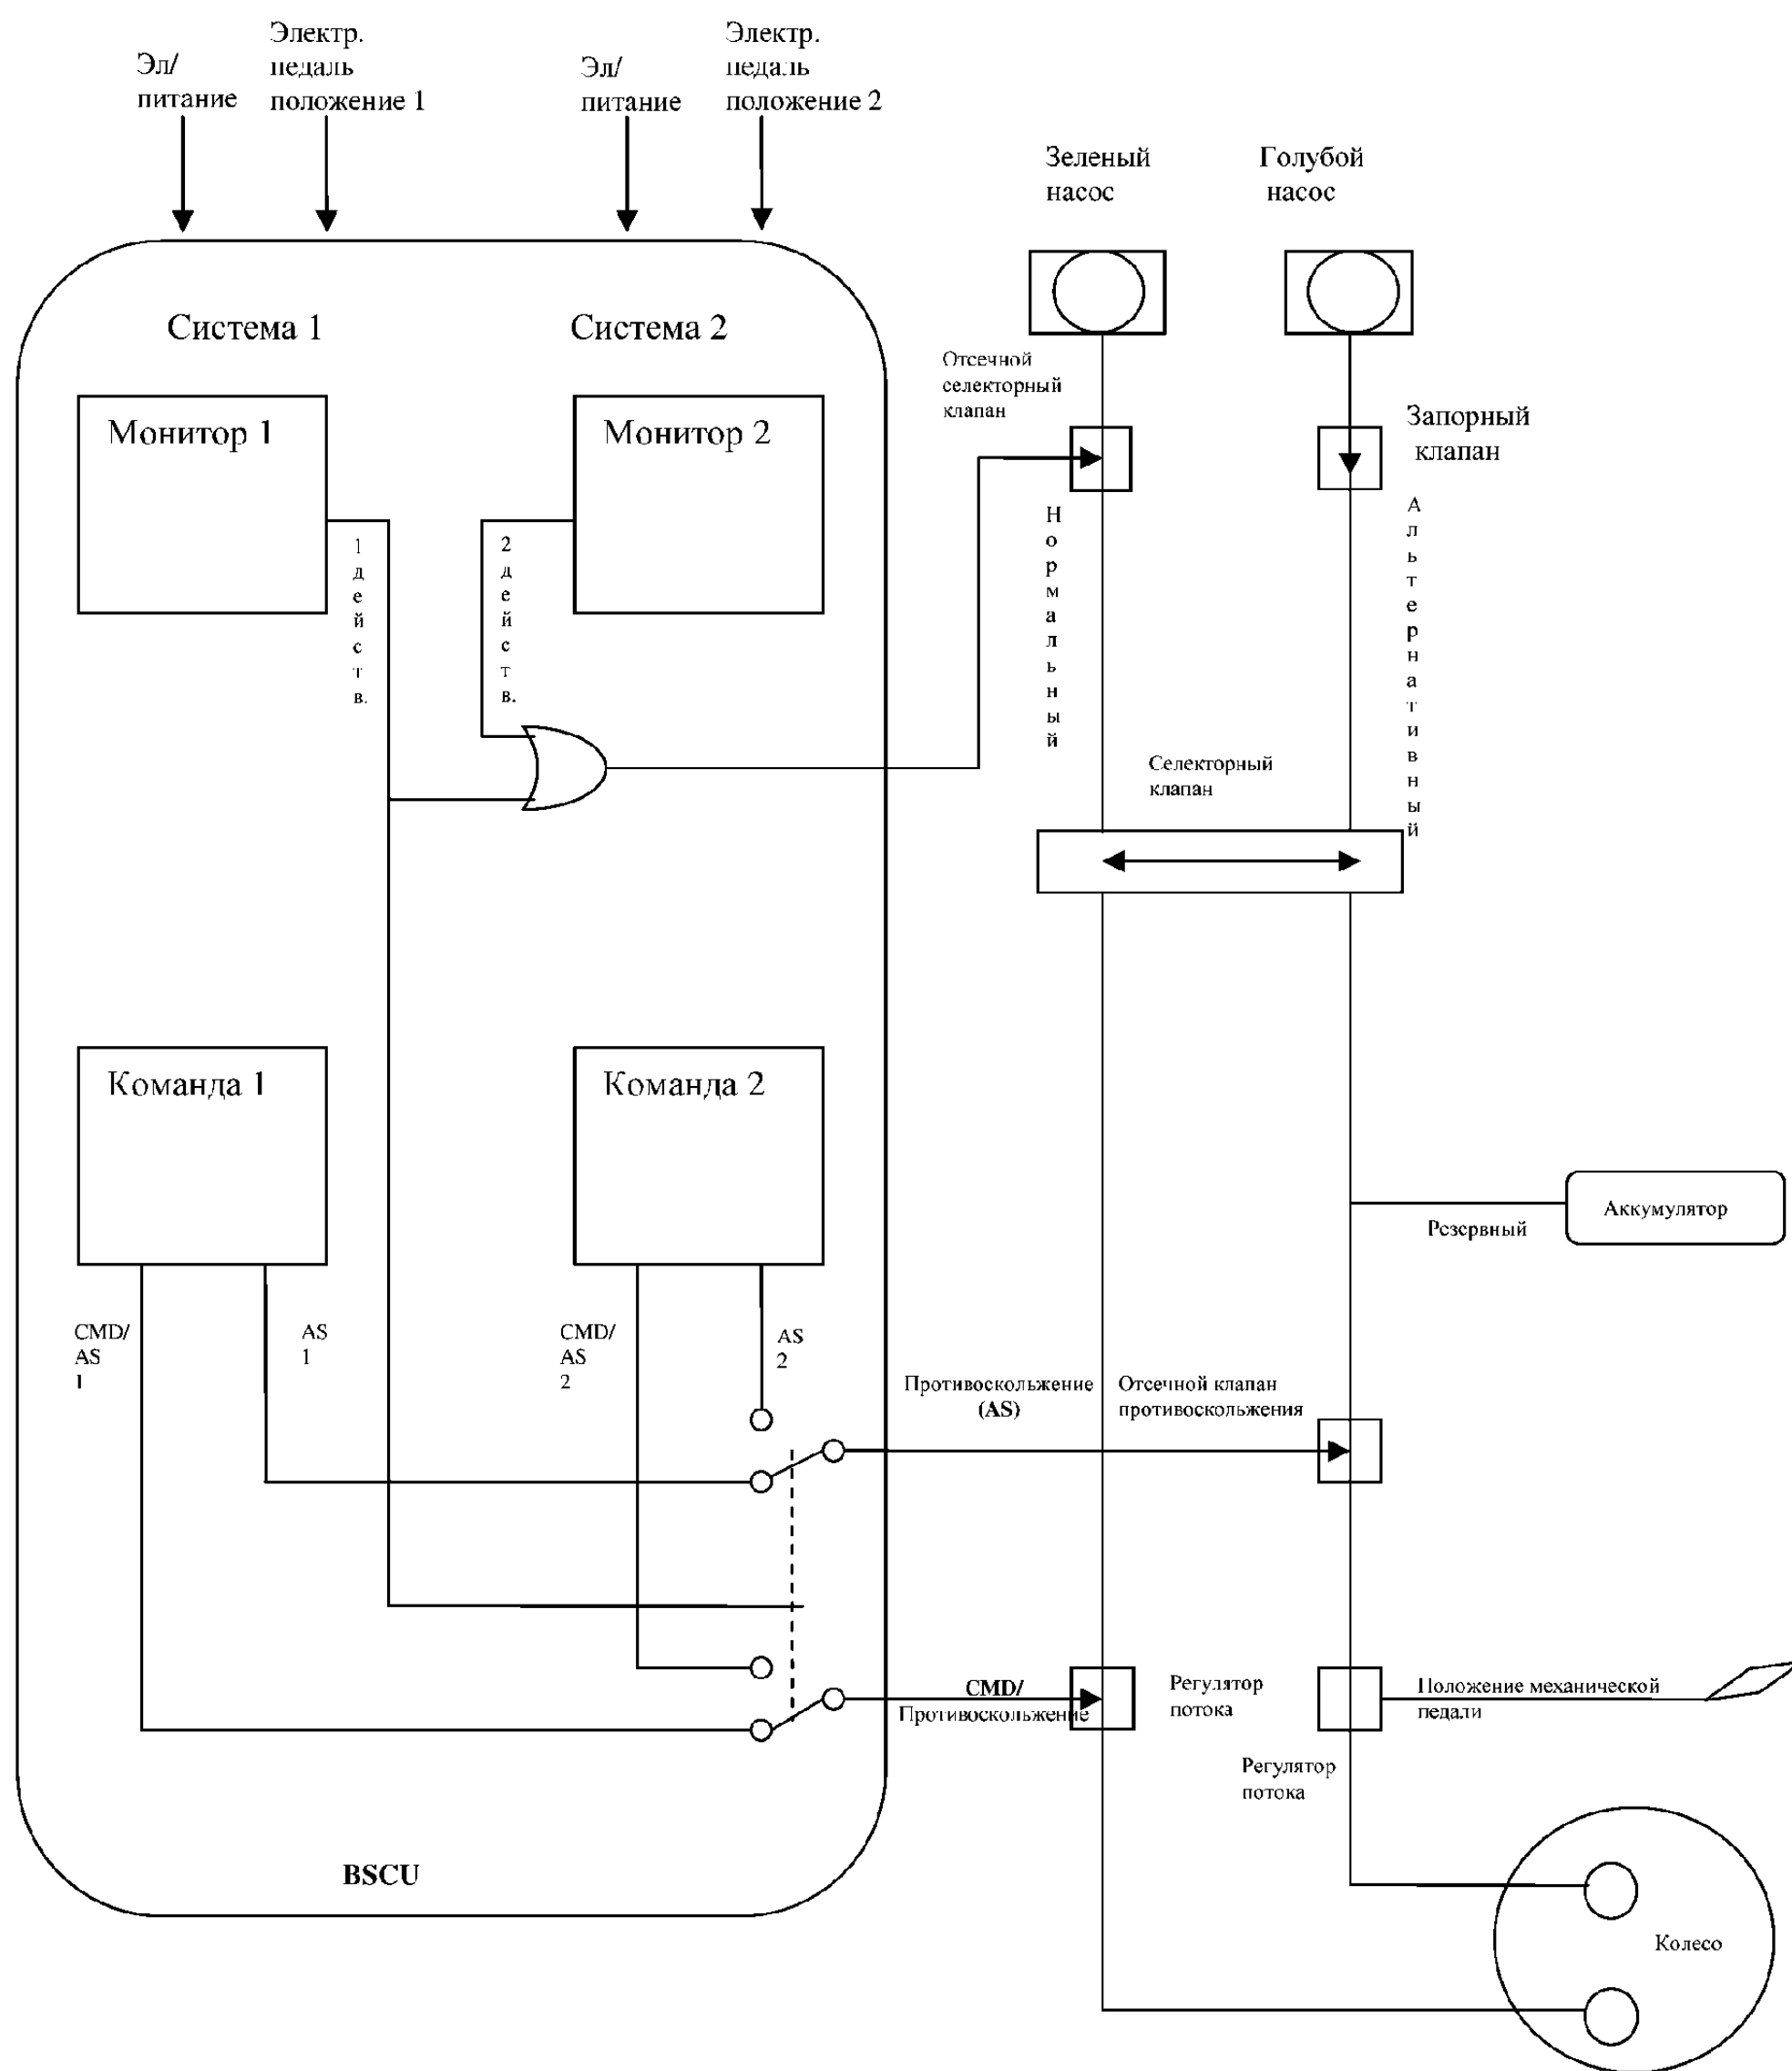 Эл/
питание
Электр.
педаль
положение 1
Эл/
питание
Электр.
педаль
положение 2
Зеленый
насос
Голубой
насос
Система 1
Система 2
Монитор 1
Монитор 2
1 действ.
2 действ.
Отсечной
селекторный
клапан
Запорный
клапан
Нормальный
Альтернативный
Селекторный
клапан
Команда 1
Команда 2
Аккумулятор
Резервный
CMD/
AS
1
AS
1
CMD/
AS
2
AS
2
Противоскольжение
(AS)
Отсечной клапан
противоскольжения
CMD/
Противоскольжение
Регулятор
потока
Положение механической
педали
Регулятор
потока
BSCU
Колесо